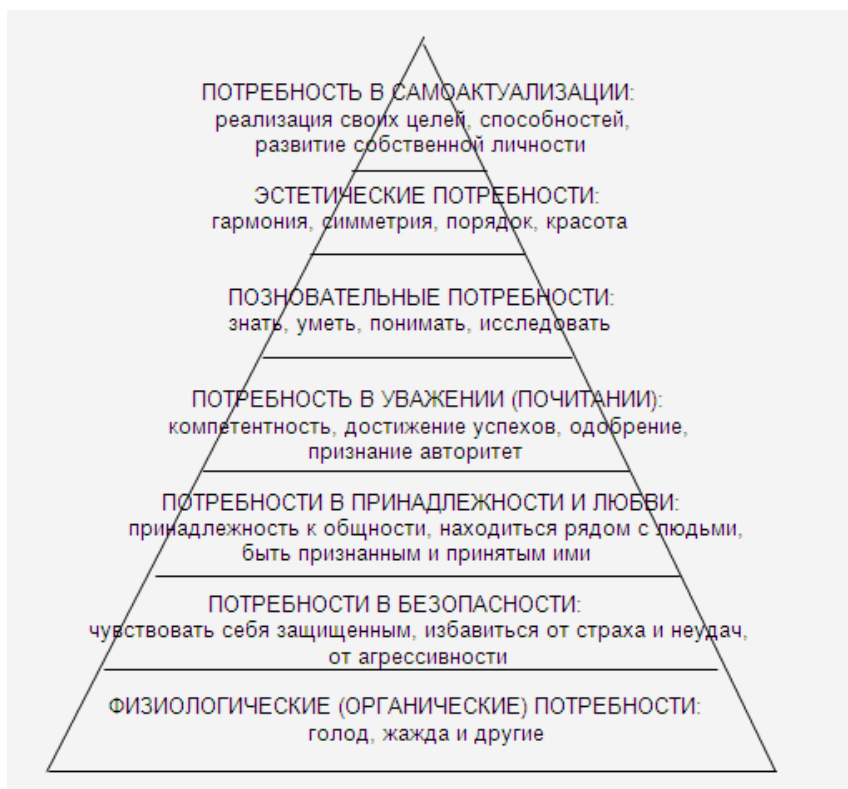 ПОТРЕБНОСТЬ В САМОАКТУАЛИЗАЦИИ:
реализация своих целей, способностей,
развитие собственной личности
ЭСТЕТИЧЕСКИЕ ПОТРЕБНОСТИ:
гармония, симметрия, порядок, красота
ПОЗНОВАТЕЛЬНЫЕ ПОТРЕБНОСТИ:
знать, уметь, понимать, исследовать
ПОТРЕБНОСТЬ В УВАЖЕНИИ (ПОЧИТАНИИ):
компетентность, достижение успехов, одобрение,
признание авторитет
ПОТРЕБНОСТИ В ПРИНАДЛЕЖНОСТИ И ЛЮБВИ:
принадлежность к общности, находиться рядом с людьми,
быть признанным и принятым ими
ПОТРЕБНОСТИ В БЕЗОПАСНОСТИ:
чувствовать себя защищенным, избавиться от страха и неудач,
от агрессивности
ФИЗИОЛОГИЧЕСКИЕ (ОРГАНИЧЕСКИЕ) ПОТРЕБНОСТИ:
голод, жажда и другие